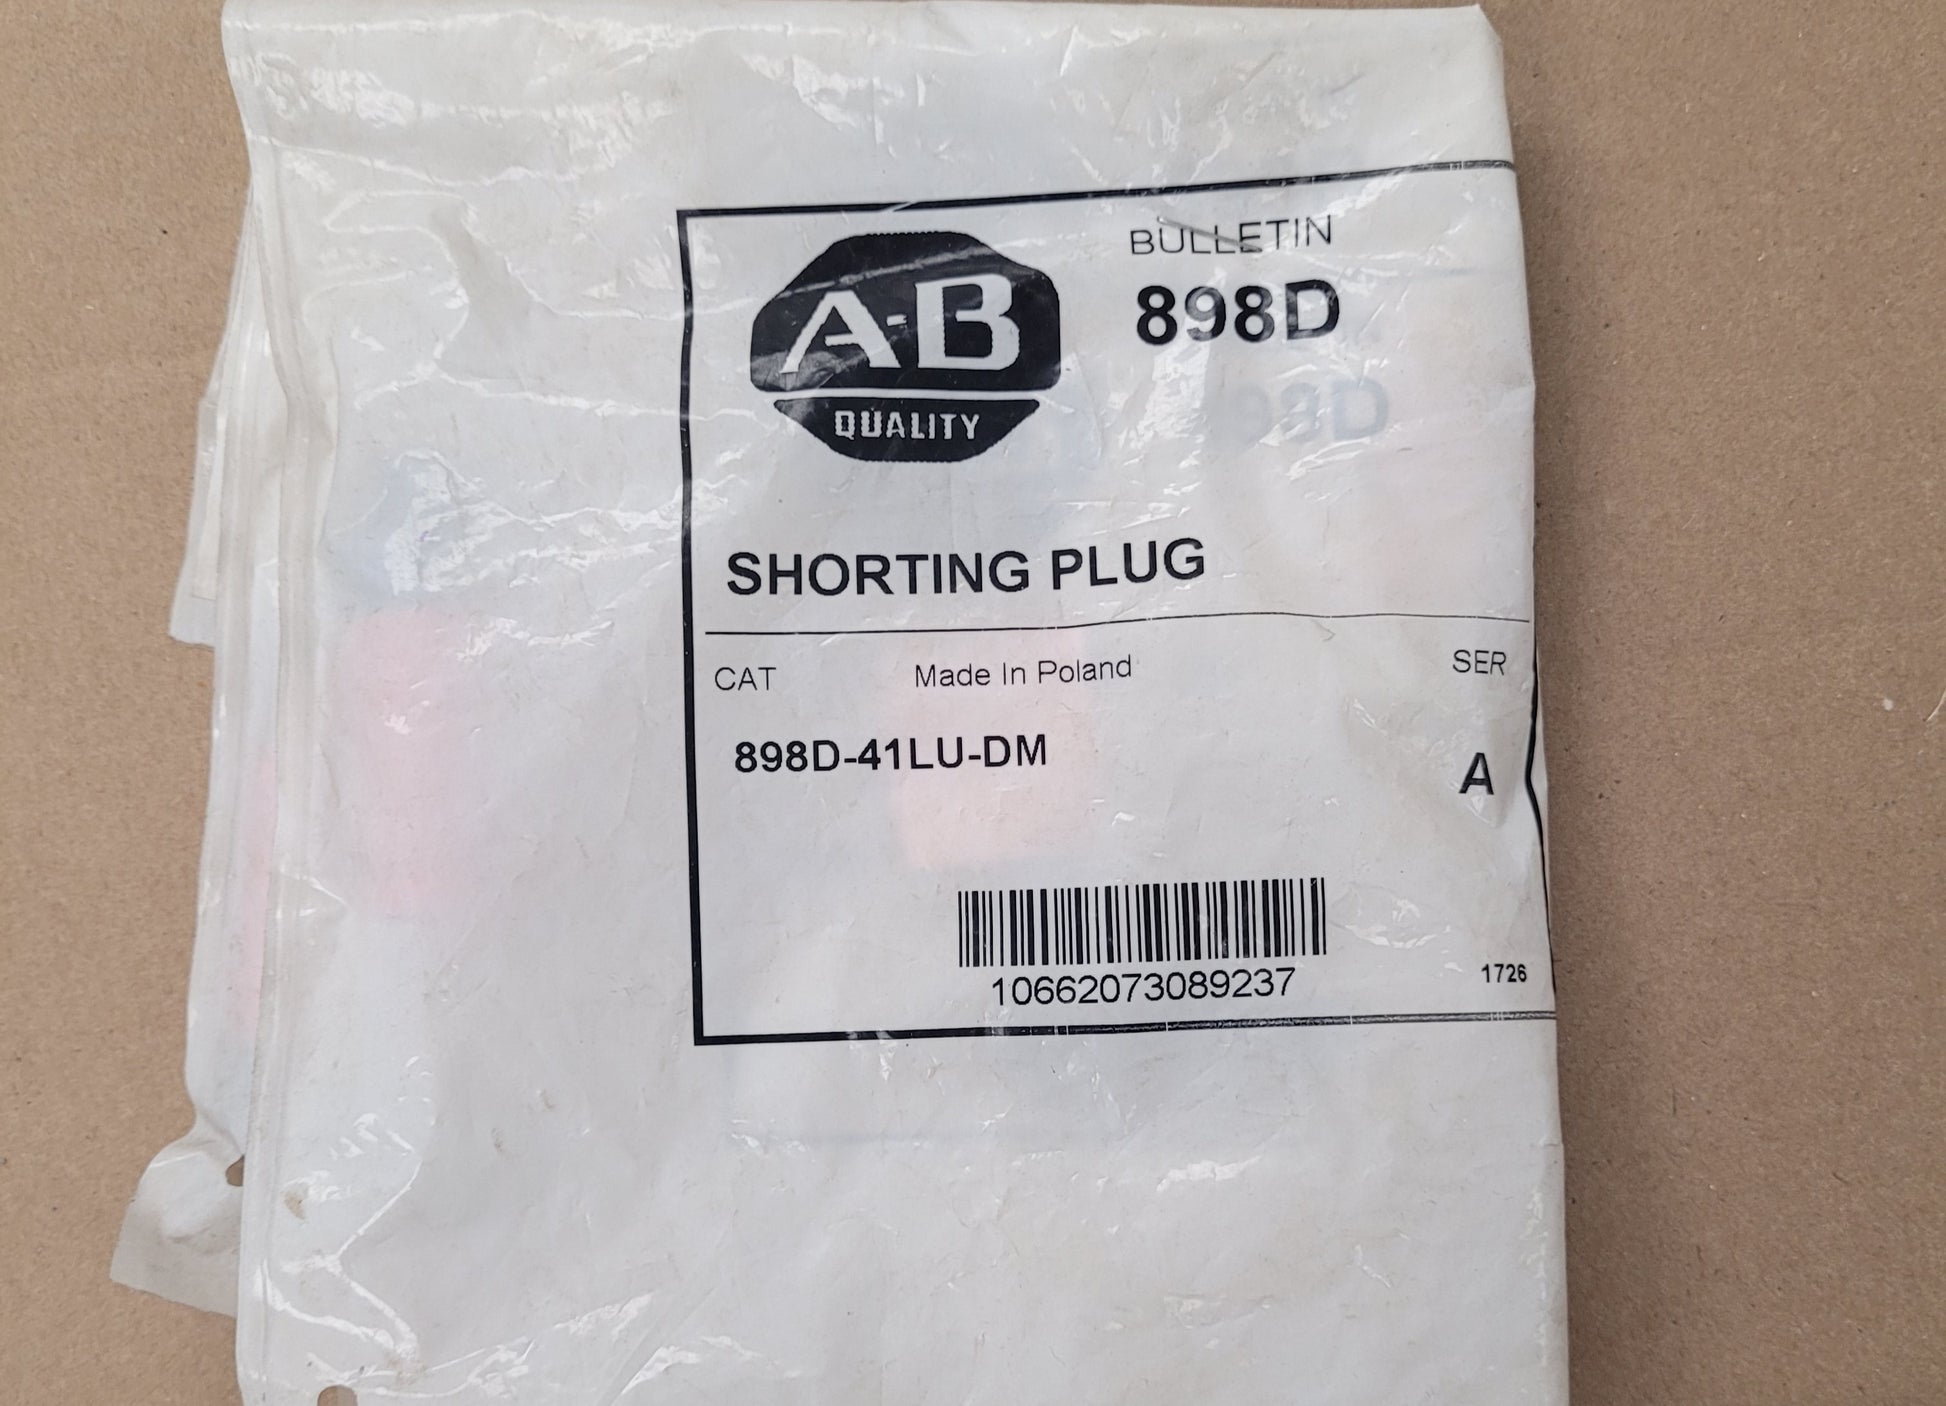 A-B
QUALITY
BULLETIN
898D
SHORTING PLUG
CAT Made In Poland SER
898D-41LU-DM A
10662073089237
1726